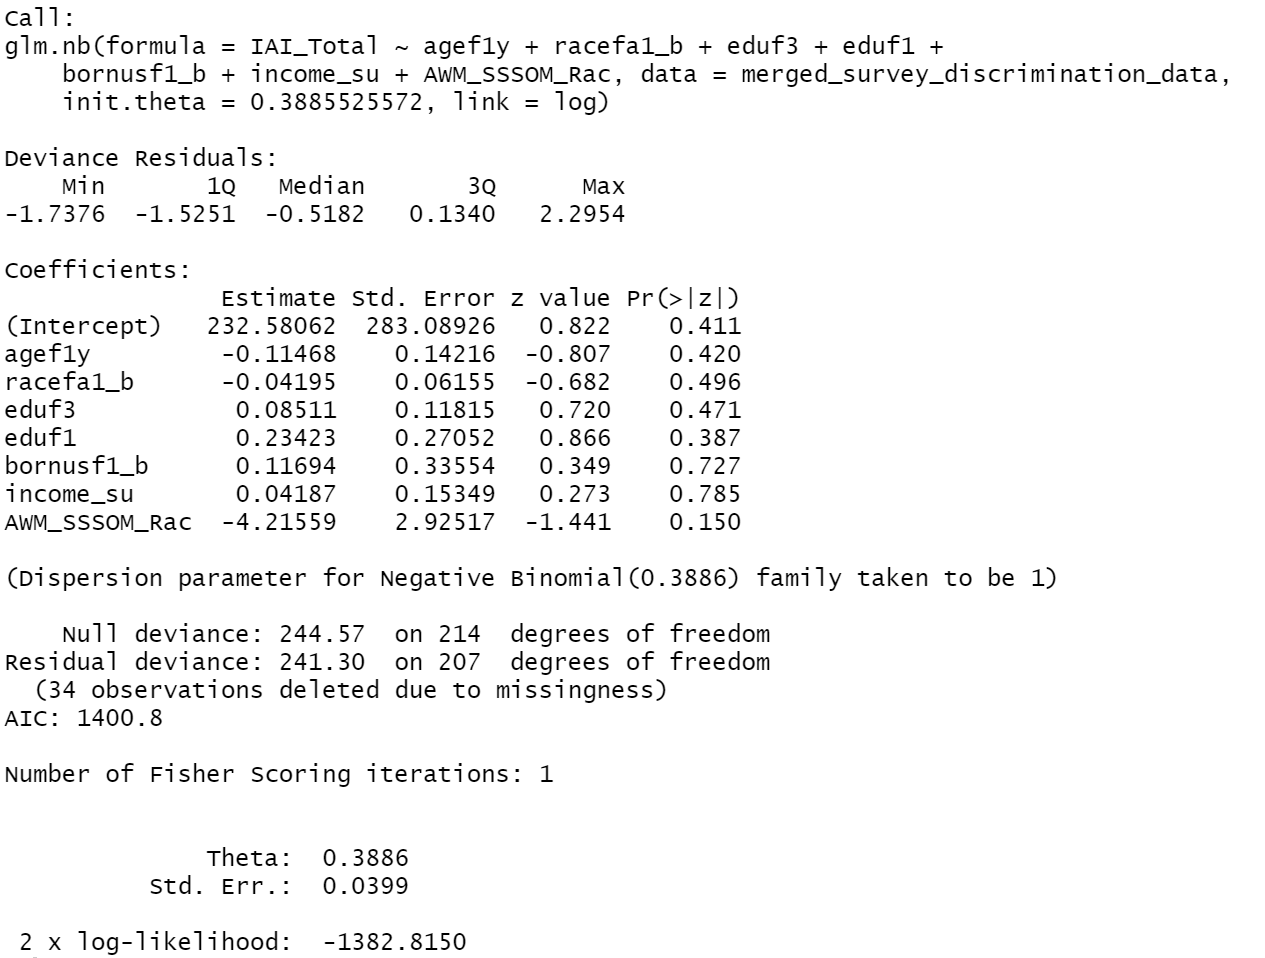 Call:
glm.nb(formula = IAI_Total ~ agef1y + racefa1_b + eduf3 + eduf1 +
    bornusf1_b + income_su + AWM_SSSOM_Rac, data = merged_survey_discrimination_data,
    init.theta = 0.3885525572, link = log)

Deviance Residuals:
    Min       1Q   Median       3Q      Max
-1.7376  -1.5251  -0.5182   0.1340   2.2954

Coefficients:
               Estimate Std. Error z value Pr(>|z|)
(Intercept)   232.58062  283.08926   0.822    0.411
agef1y         -0.11468    0.14216  -0.807    0.420
racefa1_b      -0.04195    0.06155  -0.682    0.496
eduf3           0.08511    0.11815   0.720    0.471
eduf1           0.23423    0.27052   0.866    0.387
bornusf1_b      0.11694    0.33554   0.349    0.727
income_su       0.04187    0.15349   0.273    0.785
AWM_SSSOM_Rac  -4.21559    2.92517  -1.441    0.150

(Dispersion parameter for Negative Binomial(0.3886) family taken to be 1)

    Null deviance: 244.57  on 214  degrees of freedom
Residual deviance: 241.30  on 207  degrees of freedom
  (34 observations deleted due to missingness)
AIC: 1400.8

Number of Fisher Scoring iterations: 1


              Theta:  0.3886
          Std. Err.:  0.0399

 2 x log-likelihood:  -1382.8150